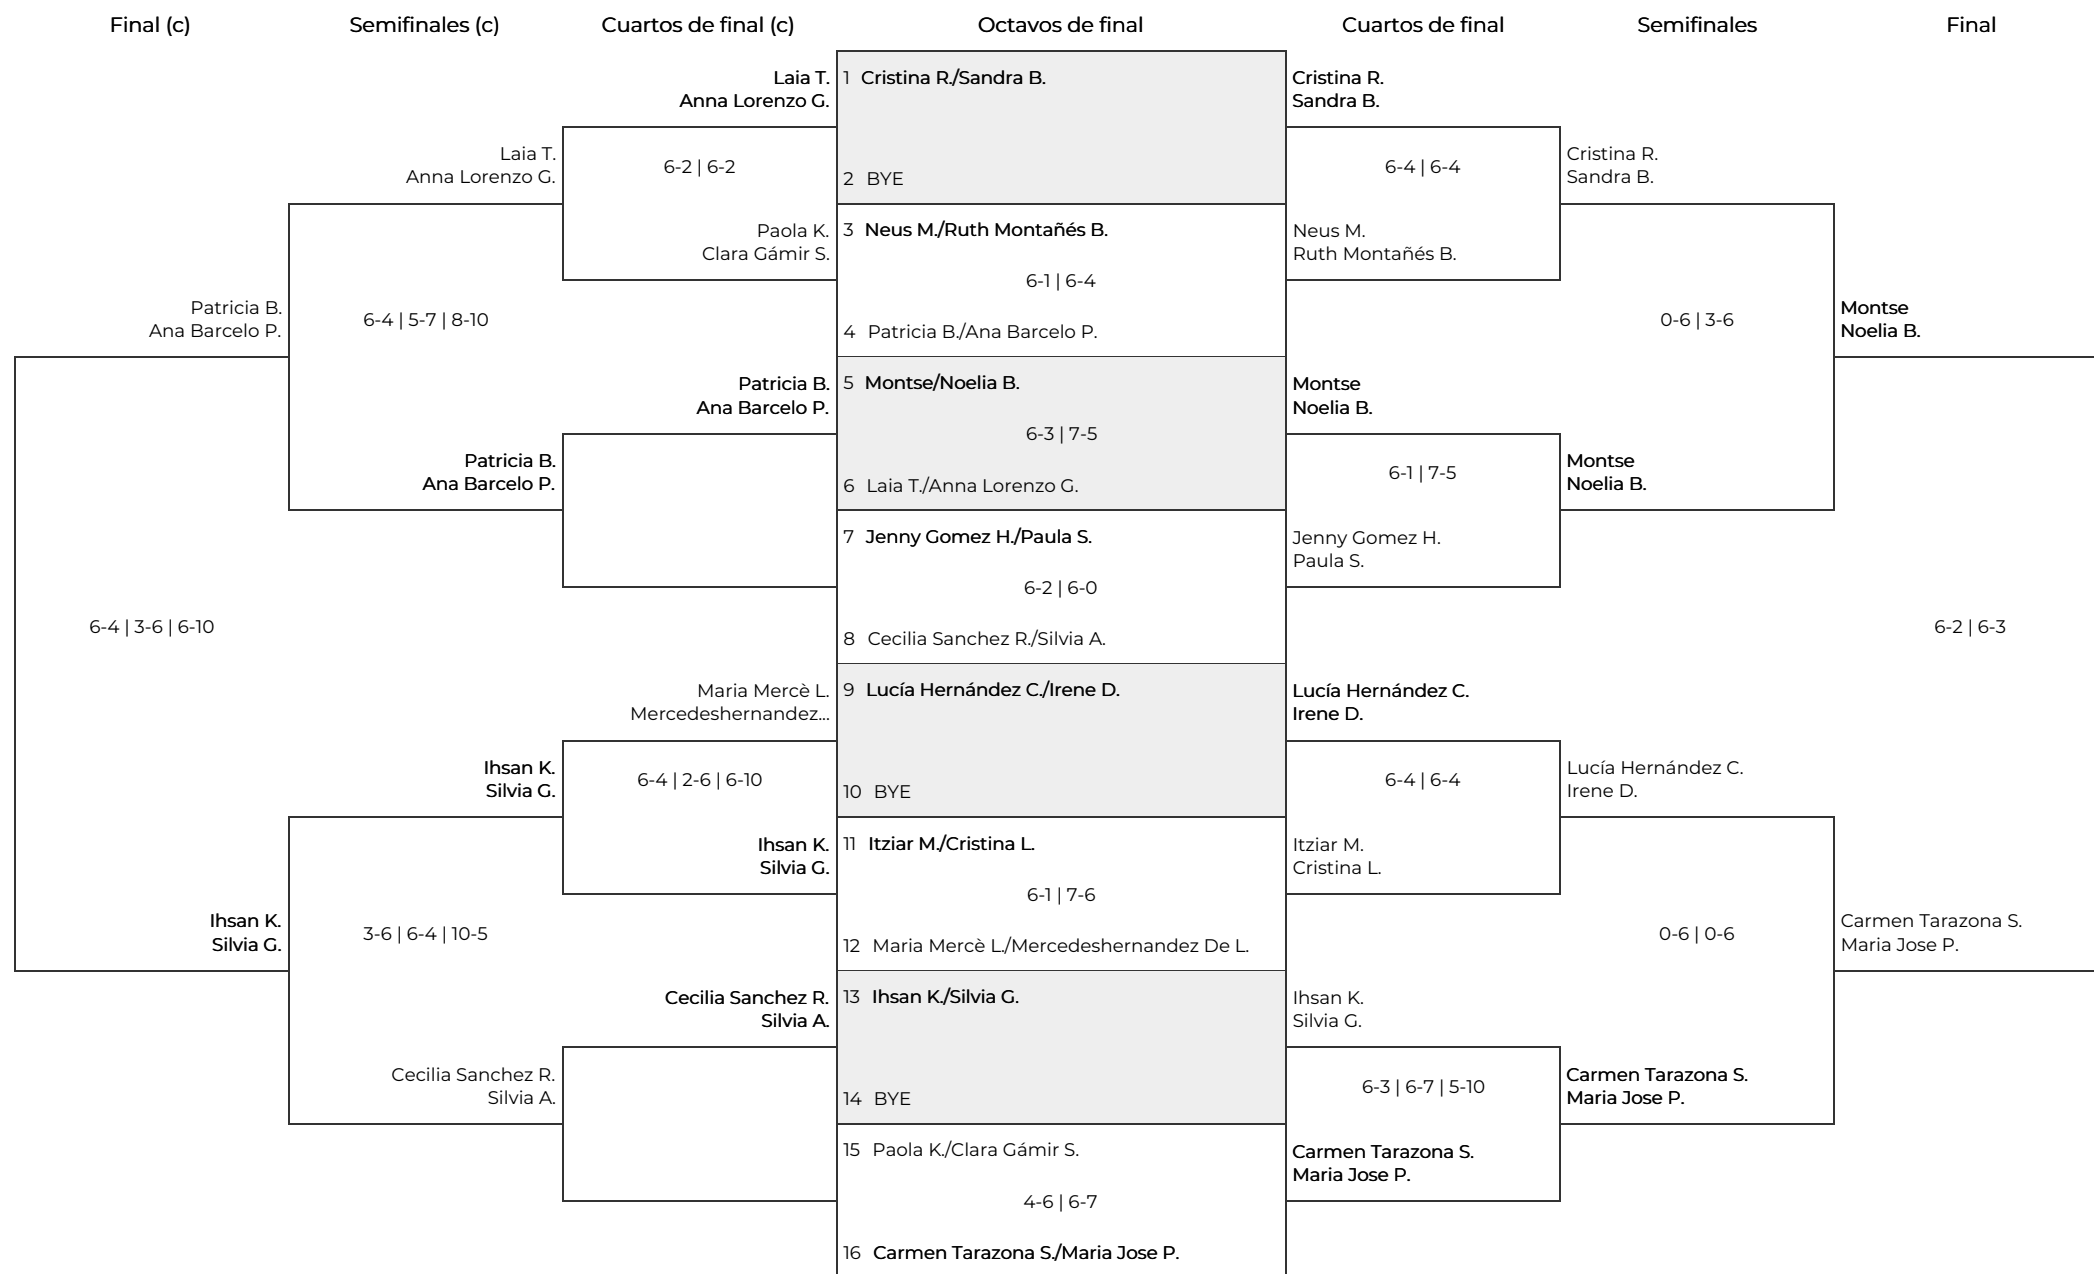 Final (c)
Semifinales (c)
Cuartos de final (c)
Octavos de final
Cuartos de final
Semifinales
Final
Patricia B.
Ana Barcelo P.
6-4 | 3-6 | 6-10
Ihsan K.
Silvia G.
Laia T.
Anna Lorenzo G.
6-4 | 5-7 | 8-10
Patricia B.
Ana Barcelo P.
Ihsan K.
Silvia G.
3-6 | 6-4 | 10-5
Cecilia Sanchez R.
Silvia A.
Laia T.
Anna Lorenzo G.
6-2 | 6-2
Paola K.
Clara Gámir S.
Patricia B.
Ana Barcelo P.
Maria Mercè L.
Mercedeshernandez...
6-4 | 2-6 | 6-10
Ihsan K.
Silvia G.
Cecilia Sanchez R.
Silvia A.
1 Cristina R./Sandra B.
2 BYE
3 Neus M./Ruth Montañés B.
6-1 | 6-4
4 Patricia B./Ana Barcelo P.
5 Montse/Noelia B.
6-3 | 7-5
6 Laia T./Anna Lorenzo G.
7 Jenny Gomez H./Paula S.
6-2 | 6-0
8 Cecilia Sanchez R./Silvia A.
9 Lucía Hernández C./Irene D.
10 BYE
11 Itziar M./Cristina L.
6-1 | 7-6
12 Maria Mercè L./Mercedeshernandez De L.
13 Ihsan K./Silvia G.
14 BYE
15 Paola K./Clara Gámir S.
4-6 | 6-7
16 Carmen Tarazona S./Maria Jose P.
Cristina R.
Sandra B.
6-4 | 6-4
Neus M.
Ruth Montañés B.
Montse
Noelia B.
6-1 | 7-5
Jenny Gomez H.
Paula S.
Lucía Hernández C.
Irene D.
6-4 | 6-4
Itziar M.
Cristina L.
Ihsan K.
Silvia G.
6-3 | 6-7 | 5-10
Carmen Tarazona S.
Maria Jose P.
Cristina R.
Sandra B.
0-6 | 3-6
Montse
Noelia B.
Lucía Hernández C.
Irene D.
0-6 | 0-6
Carmen Tarazona S.
Maria Jose P.
Montse
Noelia B.
6-2 | 6-3
Carmen Tarazona S.
Maria Jose P.